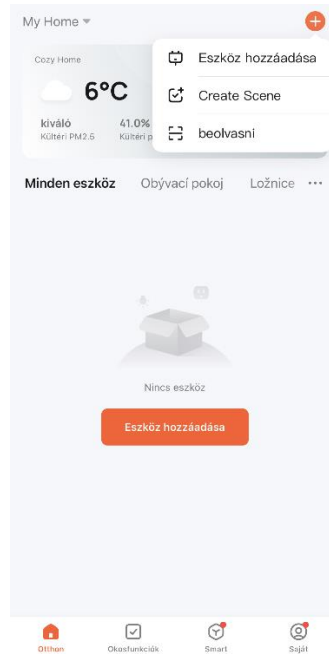 My Home
Cozy Home
Eszköz hozzáadása
6°C
Create Scene
kiváló 41.0%
Kültéri PM2.5 Kültéri p
beolvasni
Minden eszköz Obývací pokoj Ložnice ...
Nincs eszköz
Eszköz hozzáadása
Otthon Okosfunkciók Smart Saját